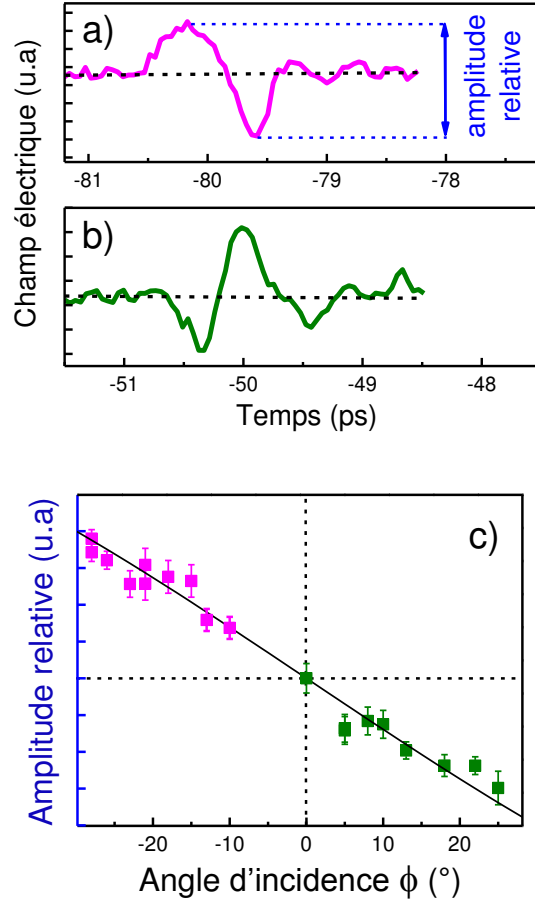 a)
amplitude
relative
-81 -80 -79 -78
b)
Champ électrique (u.a)
-51 -50 -49 -48
Temps (ps)
c)
Amplitude relative (u.a)
-20 -10 0 10 20
Angle d'incidence ϕ (°)